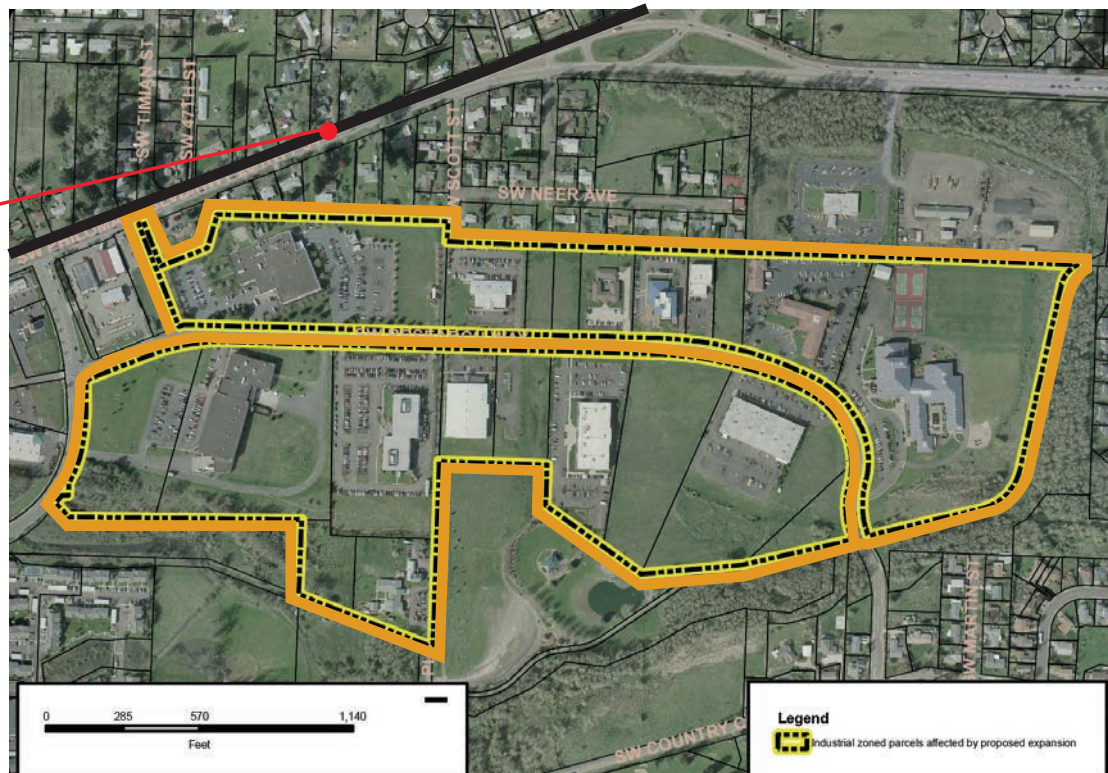 SW TIMIAN ST
SW 47TH ST
SW SCOTT ST
SW NEER AVE
SW MARTIN ST
SW COUNTRY C
0 285 570 1,140
Feet
Legend
Industrial zoned parcels affected by proposed expansion